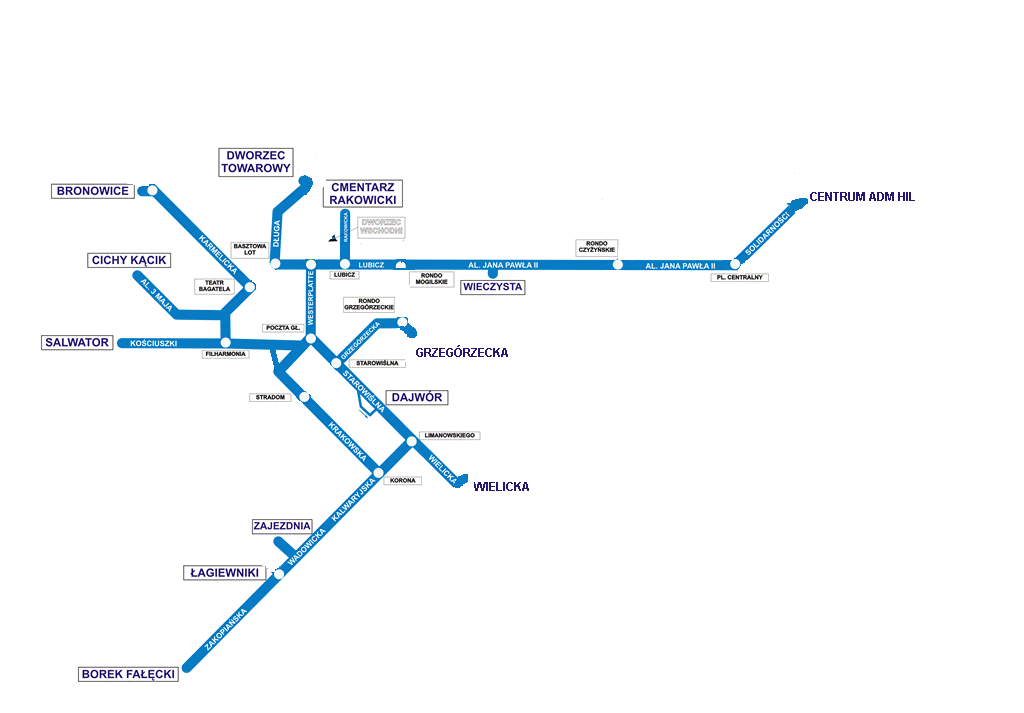 DWORZEC
TOWAROWY
CMENTARZ
RAKOWICKI
BRONOWICE
CENTRUM ADM HIL
DŁUGA
RAKOWICKA
DWORZEC
WSCHODNI
SOLIDARNOŚCI
KARMELICKA
BASZTOWA
LOT
RONDO
CZYŻYŃSKIE
CICHY KĄCIK
LUBICZ
AL. JANA PAWŁA II
AL. JANA PAWŁA II
LUBICZ
RONDO
MOGILSKIE
PL. CENTRALNY
AL. 3 MAJA
TEATR
BAGATELA
WIECZYSTA
WESTERPLATTE
RONDO
GRZEGÓRZECKIE
POCZTA GŁ.
SALWATOR
KOŚCIUSZKI
GRZEGÓRZECKA
FILHARMONIA
GRZEGÓRZECKA
STAROWIŚLNA
STAROWIŚLNA
STRADOM
DAJWÓR
KRAKOWSKA
LIMANOWSKIEGO
WIELICKA
KORONA
WIELICKA
KALWARYJSKA
ZAJEZDNIA
WADOWICKA
ŁAGIEWNIKI
ZAKOPIAŃSKA
BOREK FAŁĘCKI